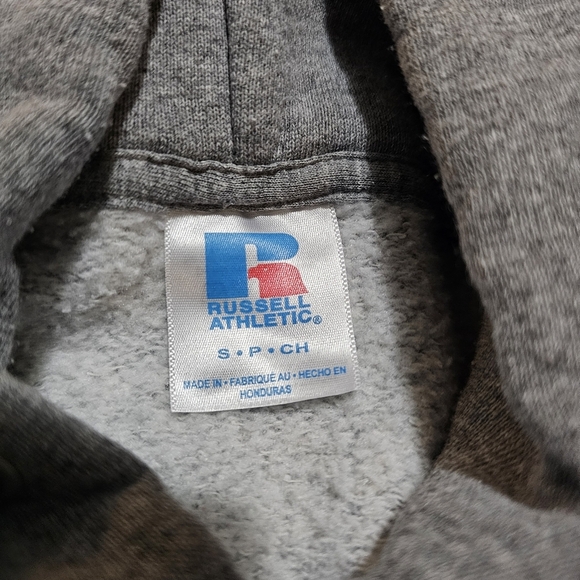 RUSSELL
ATHLETIC®
S • P • CH
MADE IN • FABRIQUE AU • HECHO EN
HONDURAS